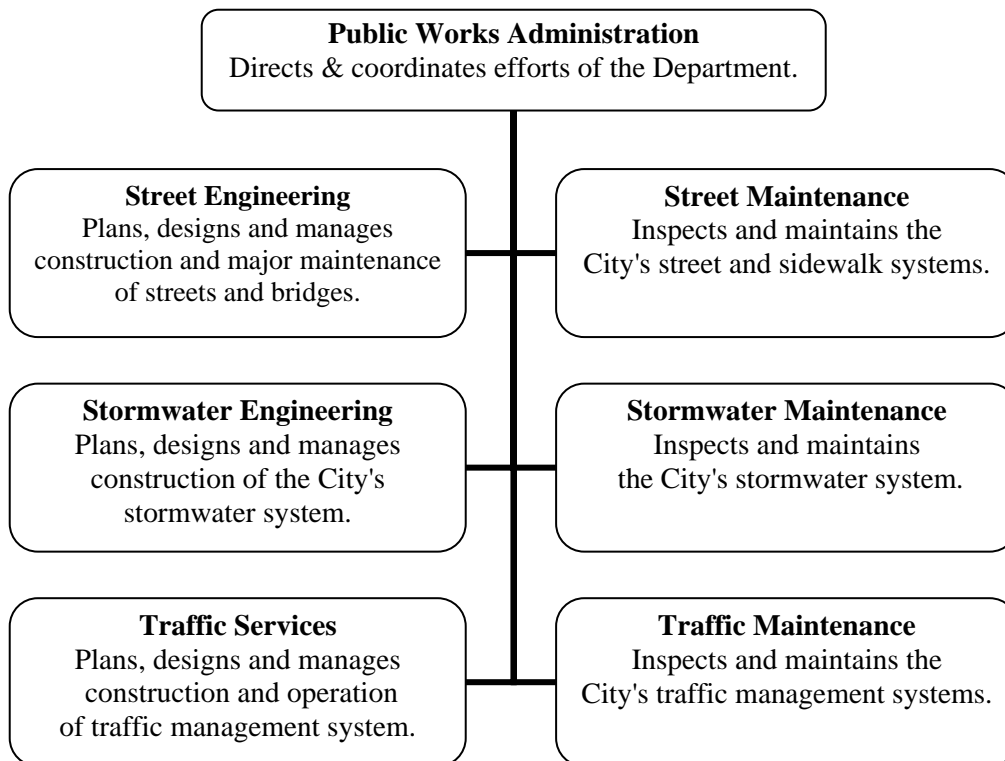 Public Works Administration
Directs & coordinates efforts of the Department.
Street Engineering
Plans, designs and manages
construction and major maintenance
of streets and bridges.
Street Maintenance
Inspects and maintains the
City's street and sidewalk systems.
Stormwater Engineering
Plans, designs and manages
construction of the City's
stormwater system.
Stormwater Maintenance
Inspects and maintains
the City's stormwater system.
Traffic Services
Plans, designs and manages
construction and operation
of traffic management system.
Traffic Maintenance
Inspects and maintains the
City's traffic management systems.